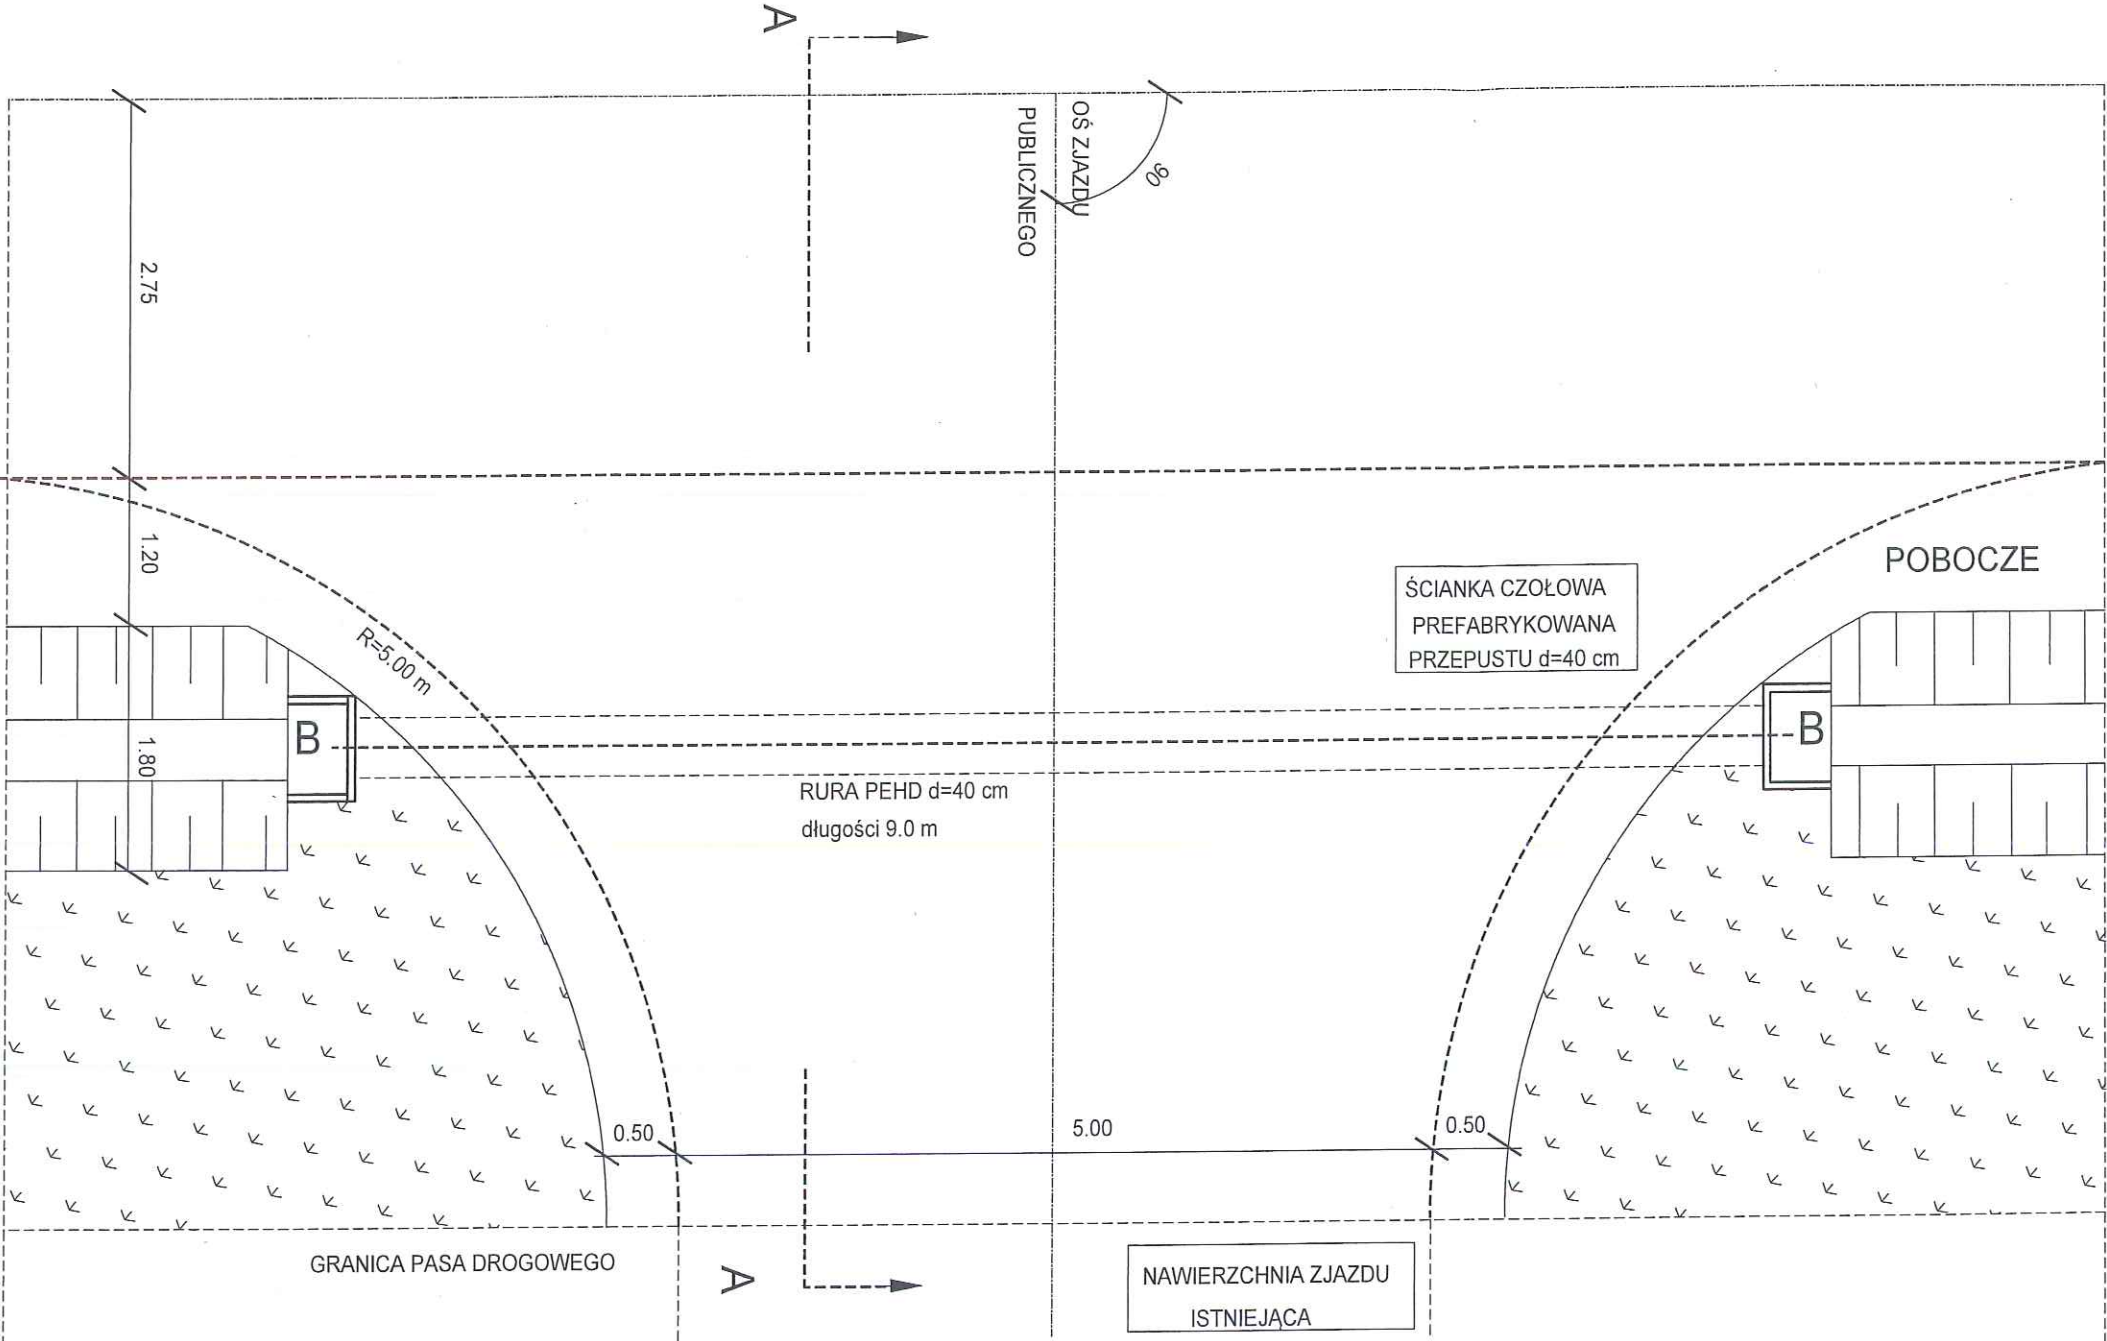 A
OŚ ZJAZDU
PUBLICZNEGO
90
2.75
1.20
POBOCZE
ŚCIANKA CZOŁOWA
PREFABRYKOWANA
PRZEPUSTU d=40 cm
R=5.00 m
B
B
1.80
RURA PEHD d=40 cm
długości 9.0 m
0.50
5.00
0.50
GRANICA PASA DROGOWEGO
A
NAWIERZCHNIA ZJAZDU
ISTNIEJĄCA